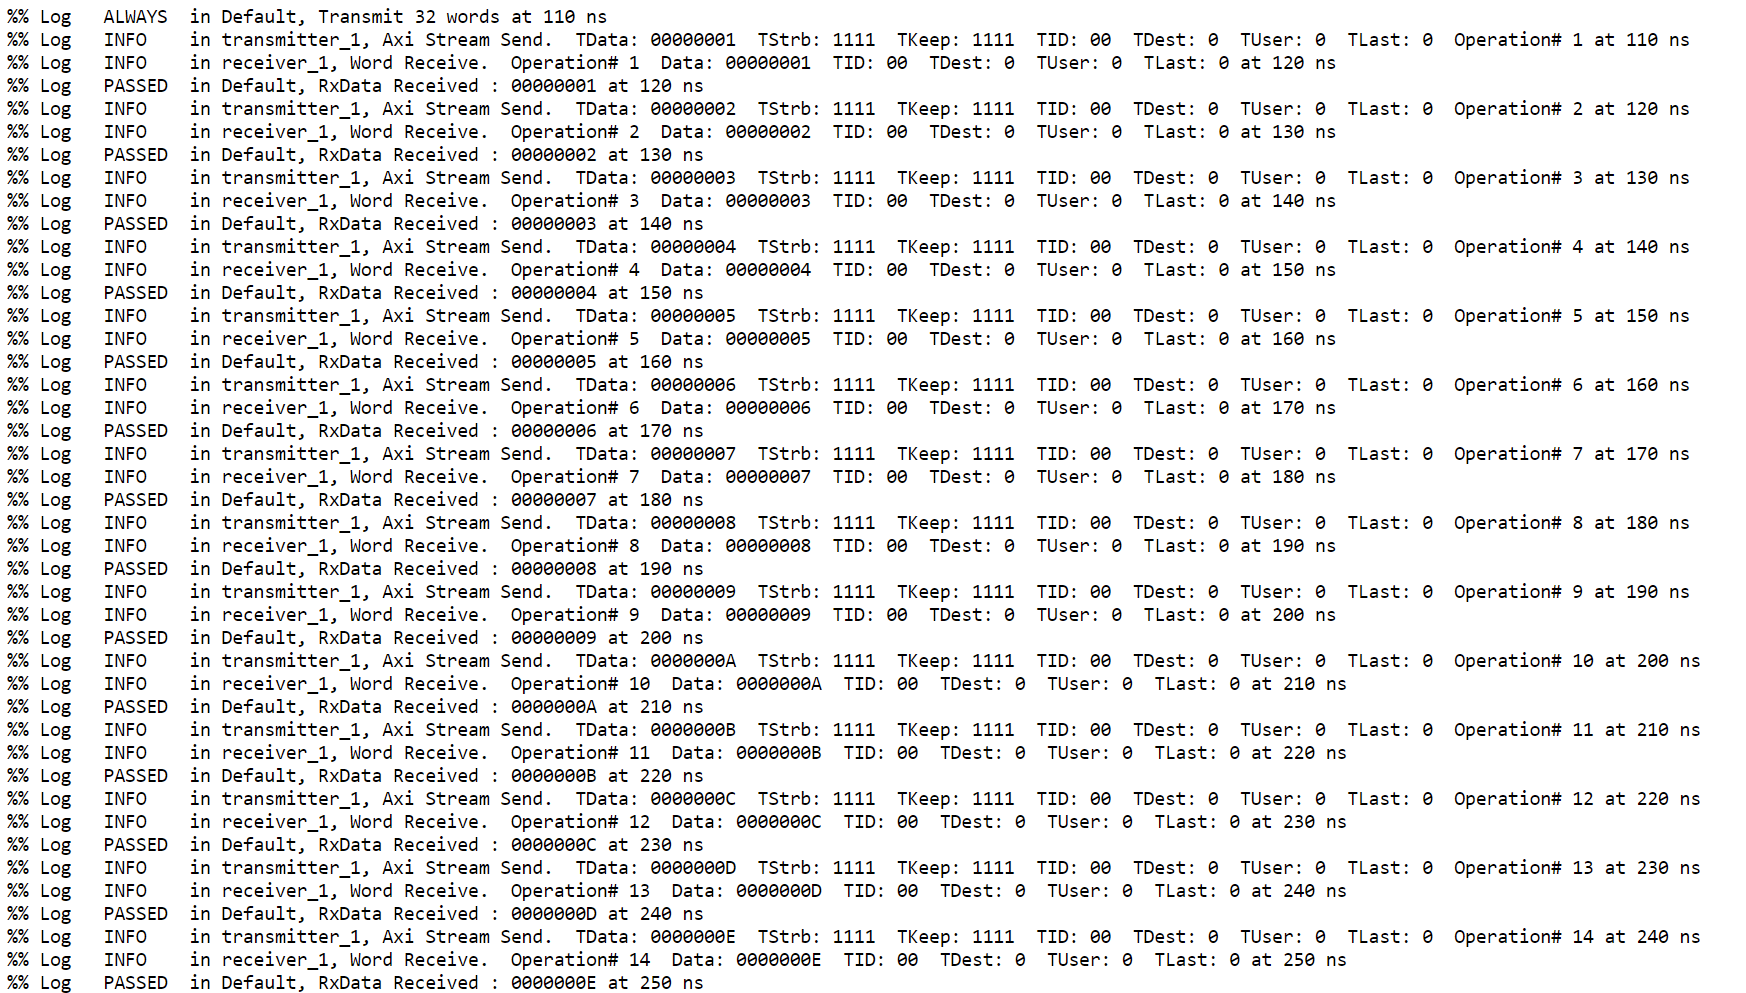 %% Log   ALWAYS  in Default, Transmit 32 words at 110 ns
%% Log   INFO    in transmitter_1, Axi Stream Send.  TData: 00000001  TStrb: 1111  TKeep: 1111  TID: 00  TDest: 0  TUser: 0  TLast: 0  Operation# 1 at 110 ns
%% Log   INFO    in receiver_1, Word Receive.  Operation# 1  Data: 00000001  TID: 00  TDest: 0  TUser: 0  TLast: 0 at 120 ns
%% Log   PASSED  in Default, RxData Received : 00000001 at 120 ns
%% Log   INFO    in transmitter_1, Axi Stream Send.  TData: 00000002  TStrb: 1111  TKeep: 1111  TID: 00  TDest: 0  TUser: 0  TLast: 0  Operation# 2 at 120 ns
%% Log   INFO    in receiver_1, Word Receive.  Operation# 2  Data: 00000002  TID: 00  TDest: 0  TUser: 0  TLast: 0 at 130 ns
%% Log   PASSED  in Default, RxData Received : 00000002 at 130 ns
%% Log   INFO    in transmitter_1, Axi Stream Send.  TData: 00000003  TStrb: 1111  TKeep: 1111  TID: 00  TDest: 0  TUser: 0  TLast: 0  Operation# 3 at 130 ns
%% Log   INFO    in receiver_1, Word Receive.  Operation# 3  Data: 00000003  TID: 00  TDest: 0  TUser: 0  TLast: 0 at 140 ns
%% Log   PASSED  in Default, RxData Received : 00000003 at 140 ns
%% Log   INFO    in transmitter_1, Axi Stream Send.  TData: 00000004  TStrb: 1111  TKeep: 1111  TID: 00  TDest: 0  TUser: 0  TLast: 0  Operation# 4 at 140 ns
%% Log   INFO    in receiver_1, Word Receive.  Operation# 4  Data: 00000004  TID: 00  TDest: 0  TUser: 0  TLast: 0 at 150 ns
%% Log   PASSED  in Default, RxData Received : 00000004 at 150 ns
%% Log   INFO    in transmitter_1, Axi Stream Send.  TData: 00000005  TStrb: 1111  TKeep: 1111  TID: 00  TDest: 0  TUser: 0  TLast: 0  Operation# 5 at 150 ns
%% Log   INFO    in receiver_1, Word Receive.  Operation# 5  Data: 00000005  TID: 00  TDest: 0  TUser: 0  TLast: 0 at 160 ns
%% Log   PASSED  in Default, RxData Received : 00000005 at 160 ns
%% Log   INFO    in transmitter_1, Axi Stream Send.  TData: 00000006  TStrb: 1111  TKeep: 1111  TID: 00  TDest: 0  TUser: 0  TLast: 0  Operation# 6 at 160 ns
%% Log   INFO    in receiver_1, Word Receive.  Operation# 6  Data: 00000006  TID: 00  TDest: 0  TUser: 0  TLast: 0 at 170 ns
%% Log   PASSED  in Default, RxData Received : 00000006 at 170 ns
%% Log   INFO    in transmitter_1, Axi Stream Send.  TData: 00000007  TStrb: 1111  TKeep: 1111  TID: 00  TDest: 0  TUser: 0  TLast: 0  Operation# 7 at 170 ns
%% Log   INFO    in receiver_1, Word Receive.  Operation# 7  Data: 00000007  TID: 00  TDest: 0  TUser: 0  TLast: 0 at 180 ns
%% Log   PASSED  in Default, RxData Received : 00000007 at 180 ns
%% Log   INFO    in transmitter_1, Axi Stream Send.  TData: 00000008  TStrb: 1111  TKeep: 1111  TID: 00  TDest: 0  TUser: 0  TLast: 0  Operation# 8 at 180 ns
%% Log   INFO    in receiver_1, Word Receive.  Operation# 8  Data: 00000008  TID: 00  TDest: 0  TUser: 0  TLast: 0 at 190 ns
%% Log   PASSED  in Default, RxData Received : 00000008 at 190 ns
%% Log   INFO    in transmitter_1, Axi Stream Send.  TData: 00000009  TStrb: 1111  TKeep: 1111  TID: 00  TDest: 0  TUser: 0  TLast: 0  Operation# 9 at 190 ns
%% Log   INFO    in receiver_1, Word Receive.  Operation# 9  Data: 00000009  TID: 00  TDest: 0  TUser: 0  TLast: 0 at 200 ns
%% Log   PASSED  in Default, RxData Received : 00000009 at 200 ns
%% Log   INFO    in transmitter_1, Axi Stream Send.  TData: 0000000A  TStrb: 1111  TKeep: 1111  TID: 00  TDest: 0  TUser: 0  TLast: 0  Operation# 10 at 200 ns
%% Log   INFO    in receiver_1, Word Receive.  Operation# 10  Data: 0000000A  TID: 00  TDest: 0  TUser: 0  TLast: 0 at 210 ns
%% Log   PASSED  in Default, RxData Received : 0000000A at 210 ns
%% Log   INFO    in transmitter_1, Axi Stream Send.  TData: 0000000B  TStrb: 1111  TKeep: 1111  TID: 00  TDest: 0  TUser: 0  TLast: 0  Operation# 11 at 210 ns
%% Log   INFO    in receiver_1, Word Receive.  Operation# 11  Data: 0000000B  TID: 00  TDest: 0  TUser: 0  TLast: 0 at 220 ns
%% Log   PASSED  in Default, RxData Received : 0000000B at 220 ns
%% Log   INFO    in transmitter_1, Axi Stream Send.  TData: 0000000C  TStrb: 1111  TKeep: 1111  TID: 00  TDest: 0  TUser: 0  TLast: 0  Operation# 12 at 220 ns
%% Log   INFO    in receiver_1, Word Receive.  Operation# 12  Data: 0000000C  TID: 00  TDest: 0  TUser: 0  TLast: 0 at 230 ns
%% Log   PASSED  in Default, RxData Received : 0000000C at 230 ns
%% Log   INFO    in transmitter_1, Axi Stream Send.  TData: 0000000D  TStrb: 1111  TKeep: 1111  TID: 00  TDest: 0  TUser: 0  TLast: 0  Operation# 13 at 230 ns
%% Log   INFO    in receiver_1, Word Receive.  Operation# 13  Data: 0000000D  TID: 00  TDest: 0  TUser: 0  TLast: 0 at 240 ns
%% Log   PASSED  in Default, RxData Received : 0000000D at 240 ns
%% Log   INFO    in transmitter_1, Axi Stream Send.  TData: 0000000E  TStrb: 1111  TKeep: 1111  TID: 00  TDest: 0  TUser: 0  TLast: 0  Operation# 14 at 240 ns
%% Log   INFO    in receiver_1, Word Receive.  Operation# 14  Data: 0000000E  TID: 00  TDest: 0  TUser: 0  TLast: 0 at 250 ns
%% Log   PASSED  in Default, RxData Received : 0000000E at 250 ns